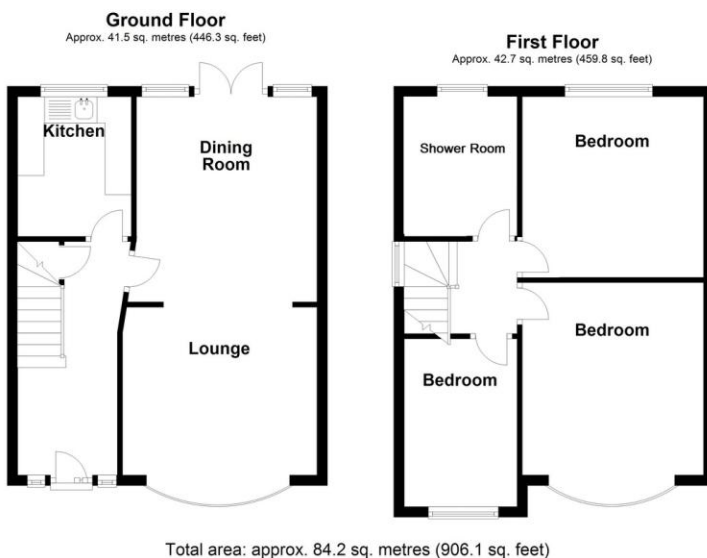 Ground Floor
Approx. 41.5 sq. metres (446.3 sq. feet)
Kitchen
Dining
Room
Lounge
First Floor
Approx. 42.7 sq. metres (459.8 sq. feet)
Shower Room
Bedroom
Bedroom
Bedroom
Total area: approx. 84.2 sq. metres (906.1 sq. feet)